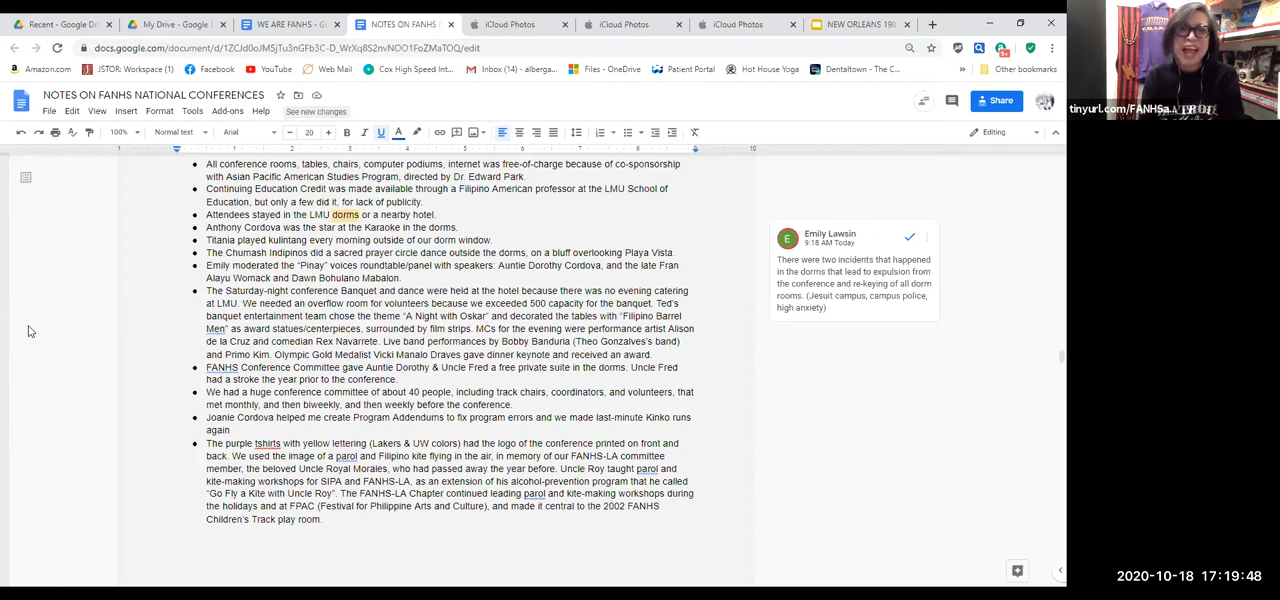 Recent - Google Dr
My Drive - Google D
WE ARE FANHS - G
NOTES ON FANHS
iCloud Photos
iCloud Photos
iCloud Photos
NEW ORLEANS 198
docs.google.com/document/d/1ZCJd0oJM5jTu3nGFb3C-D_WrXq8S2nvNOO1FoZMaTOQ/edit
Amazon.com
JSTOR: Workspace (1)
Facebook
YouTube
Web Mail
Cox High Speed Int...
Inbox (14) - alberga...
Files - OneDrive
Patient Portal
Hot House Yoga
Dentaltown - The C...
Other bookmarks
NOTES ON FANHS NATIONAL CONFERENCES
File Edit View Insert Format Tools Add-ons Help See new changes
Share
tinyurl.com/FANHSa...
100% Normal text Arial 20 B I U A Editing
1 1 2 3 4 5 6 7 10
All conference rooms, tables, chairs, computer podiums, internet was free-of-charge because of co-sponsorship
with Asian Pacific American Studies Program, directed by Dr. Edward Park.
Continuing Education Credit was made available through a Filipino American professor at the LMU School of
Education, but only a few did it, for lack of publicity.
Attendees stayed in the LMU dorms or a nearby hotel.
Anthony Cordova was the star at the Karaoke in the dorms.
Titania played kulintang every morning outside of our dorm window.
The Chumash Indipinos did a sacred prayer circle dance outside the dorms, on a bluff overlooking Playa Vista.
Emily moderated the "Pinay" voices roundtable/panel with speakers: Auntie Dorothy Cordova, and the late Fran
Alayu Womack and Dawn Bohulano Mabalon.
The Saturday-night conference Banquet and dance were held at the hotel because there was no evening catering
at LMU. We needed an overflow room for volunteers because we exceeded 500 capacity for the banquet. Ted's
banquet entertainment team chose the theme "A Night with Oskar" and decorated the tables with "Filipino Barrel
Men" as award statues/centerpieces, surrounded by film strips. MCs for the evening were performance artist Alison
de la Cruz and comedian Rex Navarrete. Live band performances by Bobby Banduria (Theo Gonzalves's band)
and Primo Kim. Olympic Gold Medalist Vicki Manalo Draves gave dinner keynote and received an award.
FANHS Conference Committee gave Auntie Dorothy & Uncle Fred a free private suite in the dorms. Uncle Fred
had a stroke the year prior to the conference.
We had a huge conference committee of about 40 people, including track chairs, coordinators, and volunteers, that
met monthly, and then biweekly, and then weekly before the conference.
Joanie Cordova helped me create Program Addendums to fix program errors and we made last-minute Kinko runs
again
The purple tshirts with yellow lettering (Lakers & UW colors) had the logo of the conference printed on front and
back. We used the image of a parol and Filipino kite flying in the air, in memory of our FANHS-LA committee
member, the beloved Uncle Royal Morales, who had passed away the year before. Uncle Roy taught parol and
kite-making workshops for SIPA and FANHS-LA, as an extension of his alcohol-prevention program that he called
"Go Fly a Kite with Uncle Roy". The FANHS-LA Chapter continued leading parol and kite-making workshops during
the holidays and at FPAC (Festival for Philippine Arts and Culture), and made it central to the 2002 FANHS
Children's Track play room.
E
Emily Lawsin
9:18 AM Today
There were two incidents that happened
in the dorms that lead to expulsion from
the conference and re-keying of all dorm
rooms. (Jesuit campus, campus police,
high anxiety)
2020-10-18 17:19:48